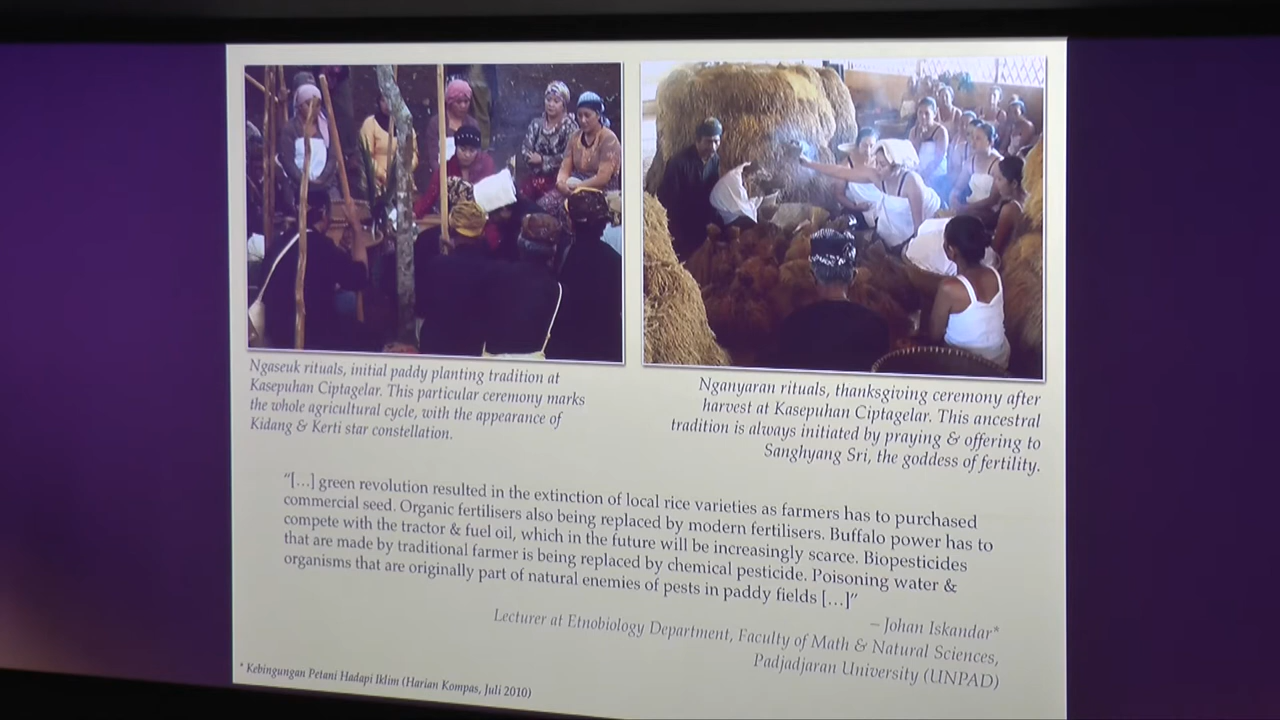 Ngaseuk rituals, initial paddy planting tradition at
Kasepuhan Ciptagelar. This particular ceremony marks
the whole agricultural cycle, with the appearance of
Kidang & Kerti star constellation.
Nganyaran rituals, thanksgiving ceremony after
harvest at Kasepuhan Ciptagelar. This ancestral
tradition is always initiated by praying & offering to
Sanghyang Sri, the goddess of fertility.
“[...] green revolution resulted in the extinction of local rice varieties as farmers has to purchased
commercial seed. Organic fertilisers also being replaced by modern fertilisers. Buffalo power has to
compete with the tractor & fuel oil, which in the future will be increasingly scarce. Biopesticides
that are made by traditional farmer is being replaced by chemical pesticide. Poisoning water &
organisms that are originally part of natural enemies of pests in paddy fields [...]”
– Johan Iskandar*
Lecturer at Etnobiology Department, Faculty of Math & Natural Sciences,
Padjadjaran University (UNPAD)
* Kebingungan Petani Hadapi Iklim (Harian Kompas, Juli 2010)